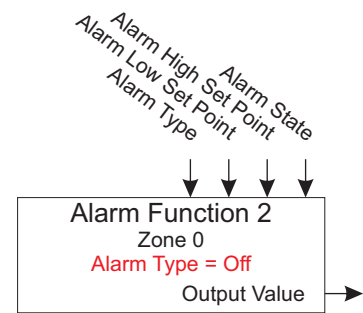 Alarm Type
Alarm Low Set Point
Alarm High Set Point
Alarm State
Alarm Function 2
Zone 0
Alarm Type = Off
Output Value